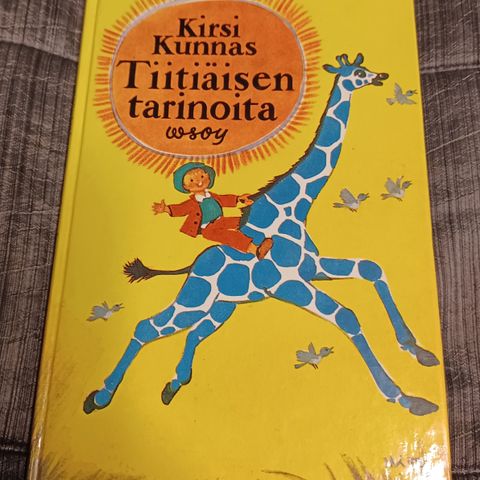 Kirsi
Kunnas
Tiitiäisen
tarinoita
wsoy